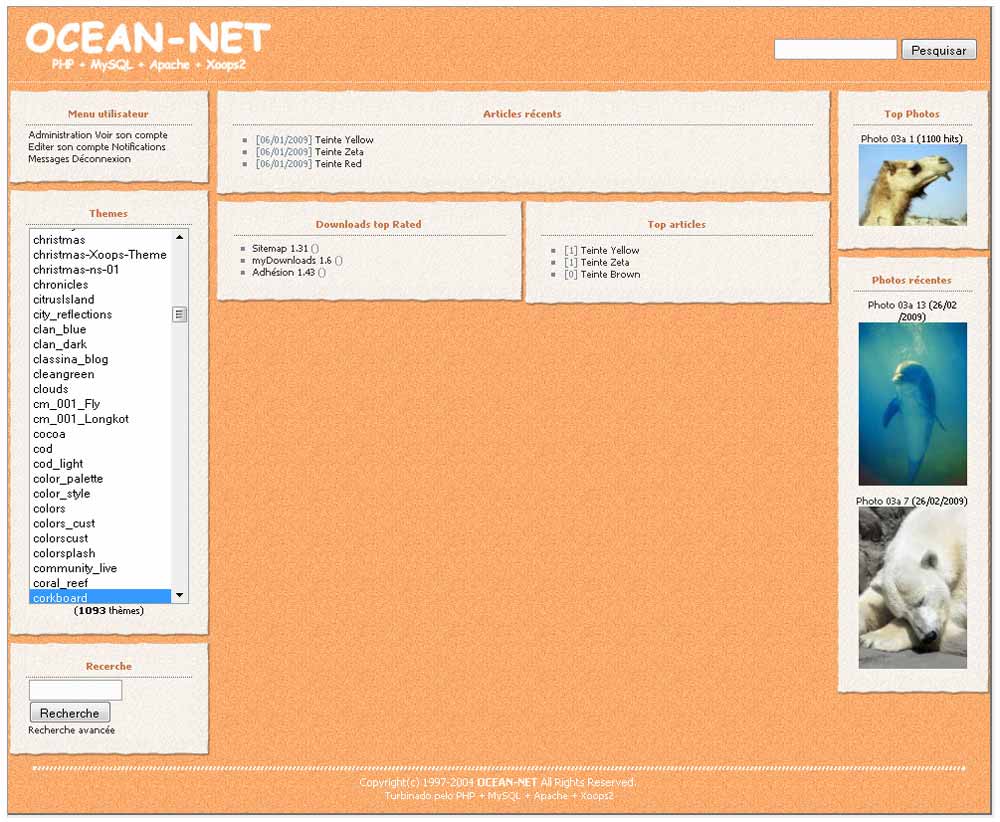 OCEAN-NET
PHP + MySQL + Apache + Xoops2
Pesquisar
Menu utilisateur
Administration Voir son compte
Editer son compte Notifications
Messages Déconnexion
Themes
christmas
christmas-Xoops-Theme
christmas-ns-01
chronicles
citrusIsland
city_reflections
clan_blue
clan_dark
classina_blog
cleangreen
clouds
cm_001_Fly
cm_001_Longkot
cocoa
cod
cod_light
color_palette
color_style
colors
colors_cust
colorscust
colorsplash
community_live
coral_reef
corkboard
(1093 thèmes)
Recerche
Recherche
Recherche avancée
Articles récents
[06/01/2009] Teinte Yellow
[06/01/2009] Teinte Zeta
[06/01/2009] Teinte Red
Downloads top Rated
Sitemap 1.31 ()
myDownloads 1.6 ()
Adhésion 1.43 ()
Top articles
[1] Teinte Yellow
[1] Teinte Zeta
[0] Teinte Brown
Top Photos
Photo 03a 1 (1100 hits)
Photos récentes
Photo 03a 13 (26/02
/2009)
Photo 03a 7 (26/02/2009)
Copyright(c) 1997-2004 OCEAN-NET All Rights Reserved.
Turbinado pelo PHP + MySQL + Apache + Xoops2